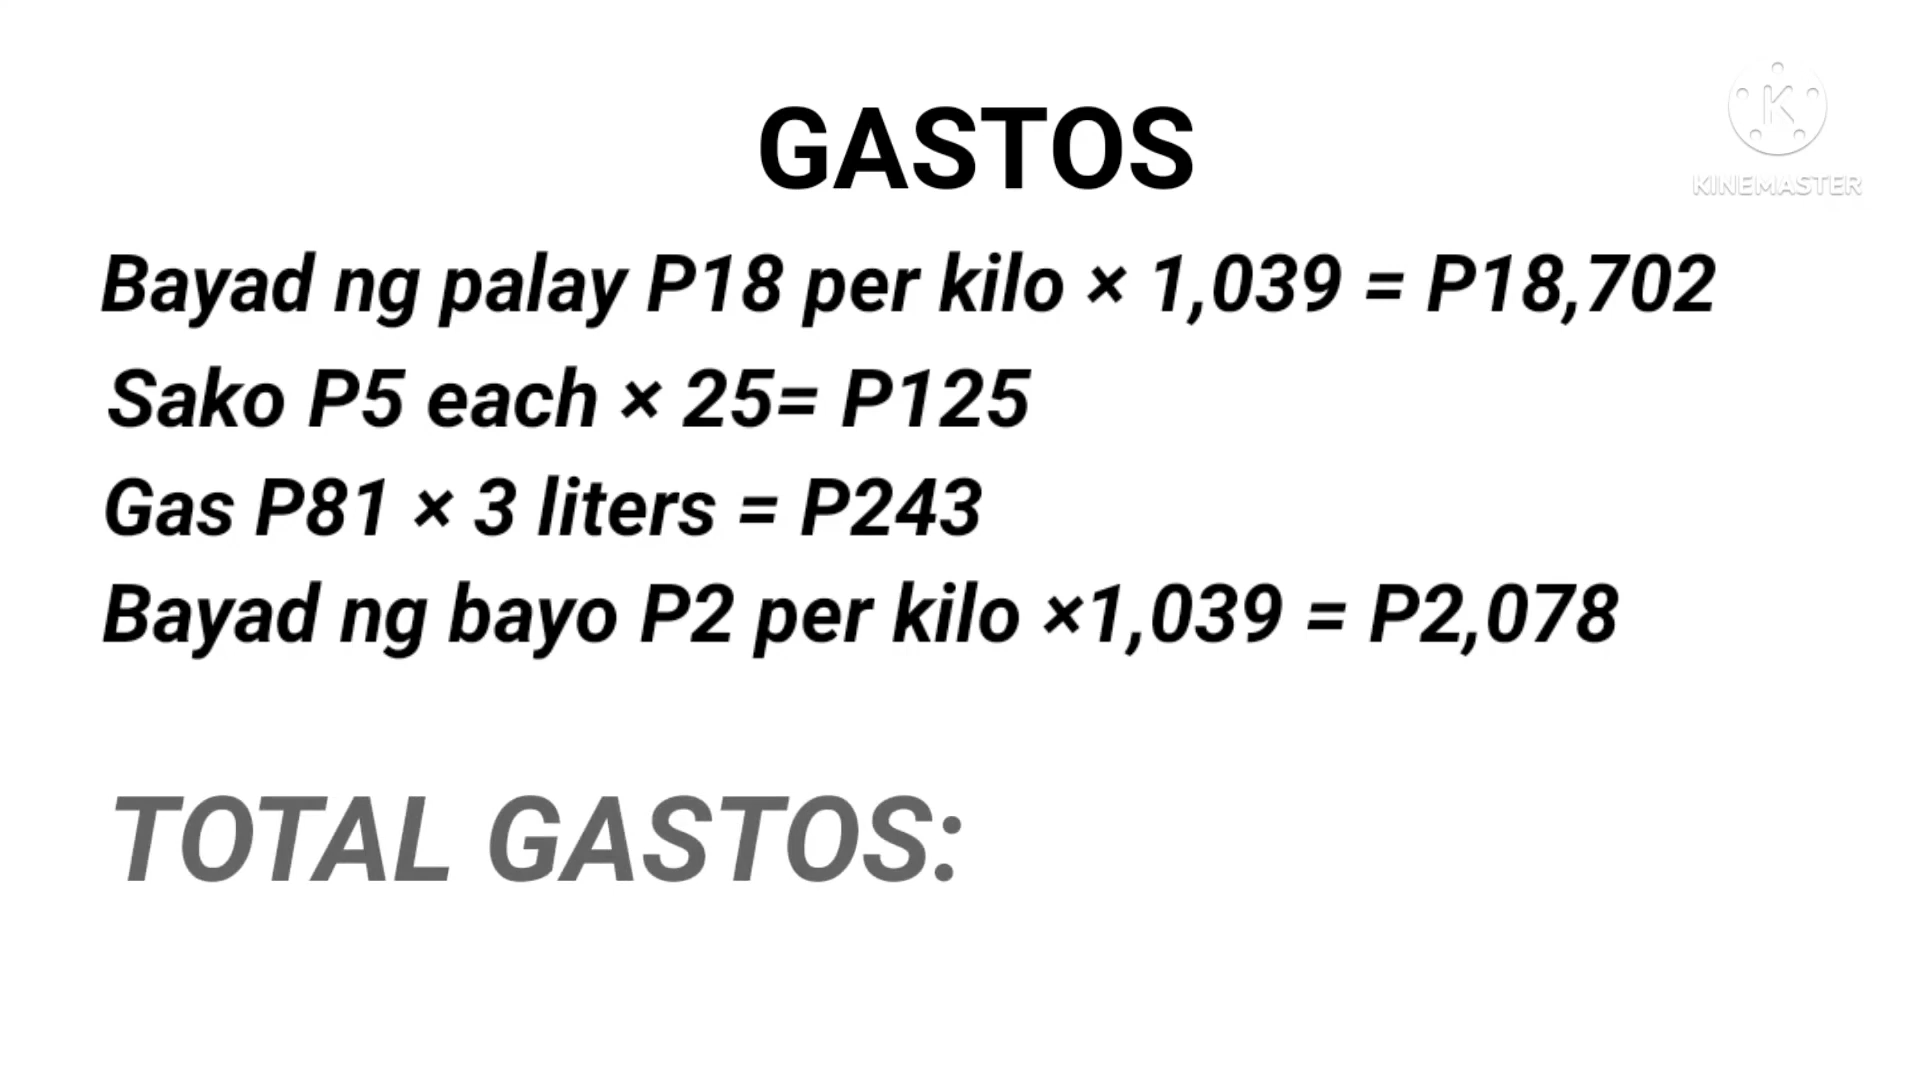 GASTOS
KINEMASTER
Bayad ng palay P18 per kilo × 1,039 = P18,702
Sako P5 each × 25= P125
Gas P81 × 3 liters = P243
Bayad ng bayo P2 per kilo ×1,039 = P2,078
TOTAL GASTOS: